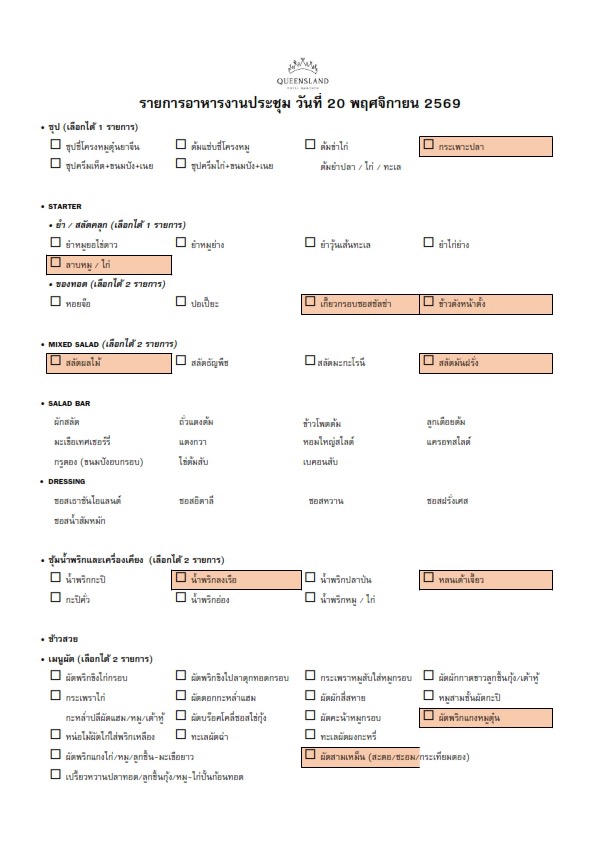 QUEENSLAND
รายการอาหารงานประชุม วันที่ 20 พฤศจิกายน 2569
• ซุป (เลือกได้ 1 รายการ)
☐ ซุปซี่โครงหมูตุ๋นยาจีน ☐ ต้มแซ่บซี่โครงหมู ☐ ต้มข่าไก่ ☐ กระเพาะปลา
☐ ซุปครีมเห็ด+ขนมปัง+เนย ☐ ซุปครีมไก่+ขนมปัง+เนย ต้มยำปลา / ไก่ / ทะเล
• STARTER
• ยำ / สลัดคลุก (เลือกได้ 1 รายการ)
☐ ยำหมูยอไข่ดาว ☐ ยำหมูย่าง ☐ ยำวุ้นเส้นทะเล ☐ ยำไก่ย่าง
☐ ลาบหมู / ไก่
• ของทอด (เลือกได้ 2 รายการ)
☐ หอยจ๊อ ☐ ปอเปี๊ยะ ☐ เกี๊ยวกรอบซอสซัลซ่า ☐ ข้าวตังหน้าตั้ง
• MIXED SALAD (เลือกได้ 2 รายการ)
☐ สลัดผลไม้ ☐ สลัดธัญพืช ☐ สลัดมะกะโรนี ☐ สลัดมันฝรั่ง
• SALAD BAR
ผักสลัด ถั่วแดงต้ม ข้าวโพดต้ม ลูกเดือยต้ม
มะเขือเทศเชอร์รี่ แตงกวา หอมใหญ่สไลด์ แครอทสไลด์
กรูตอง (ขนมปังอบกรอบ) ไข่ต้มสับ เบคอนสับ
• DRESSING
ซอสเธาซันไอแลนด์ ซอสอิตาลี ซอสหวาน ซอสฝรั่งเศส
ซอสน้ำส้มหมัก
• ซุ้มน้ำพริกและเครื่องเคียง (เลือกได้ 2 รายการ)
☐ น้ำพริกกะปิ ☐ น้ำพริกลงเรือ ☐ น้ำพริกปลาป่น ☐ หลนเต้าเจี้ยว
☐ กะปิคั่ว ☐ น้ำพริกอ่อง ☐ น้ำพริกหมู / ไก่
• ข้าวสวย
• เมนูผัด (เลือกได้ 2 รายการ)
☐ ผัดพริกขิงไก่กรอบ ☐ ผัดพริกขิงปลาดุกทอดกรอบ ☐ กระเพราหมูสับใส่หมูกรอบ ☐ ผัดผักกาดขาวลูกชิ้นกุ้ง/เต้าหู้
☐ กระเพราไก่ ☐ ผัดดอกกะหล่ำแฮม ☐ ผัดผักสี่สหาย ☐ หมูสามชั้นผัดกะปิ
กะหล่ำปลีผัดแฮม/หมู/เต้าหู้ ☐ ผัดบร็อคโคลี่ซอสไข่กุ้ง ☐ ผัดคะน้าหมูกรอบ ☐ ผัดพริกแกงหมูตุ๋น
☐ หน่อไม้ผัดไก่ใส่พริกเหลือง ☐ ทะเลผัดฉ่า ☐ ทะเลผัดผงกะหรี่
☐ ผัดพริกแกงไก่/หมู/ลูกชิ้น-มะเขือยาว ☐ ผัดสามเหม็น (สะตอ/ชะอม/กระเทียมดอง)
☐ เปรี้ยวหวานปลาทอด/ลูกชิ้นกุ้ง/หมู-ไก่ปั้นก้อนทอด